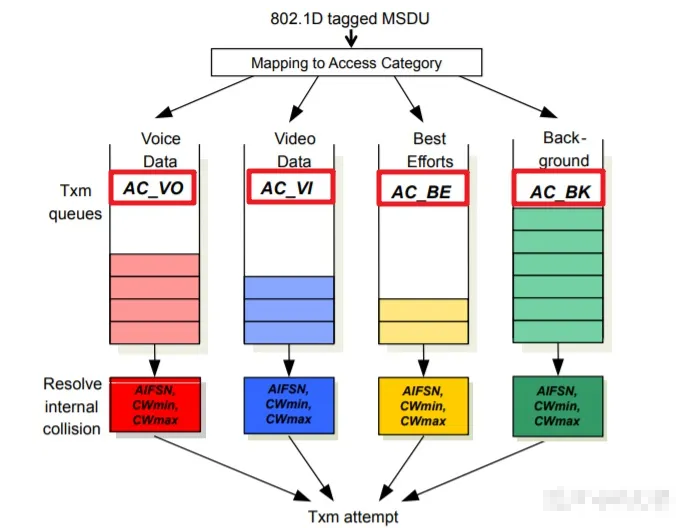 802.1D tagged MSDU
Mapping to Access Category
Voice
Data
Video
Data
Best
Efforts
Back-
ground
Txm
queues
AC_VO
AC_VI
AC_BE
AC_BK
Resolve
internal
collision
AIFSN,
CWmin,
CWmax
AIFSN,
CWmin,
CWmax
AIFSN,
CWmin,
CWmax
AIFSN,
CWmin,
CWmax
Txm attempt